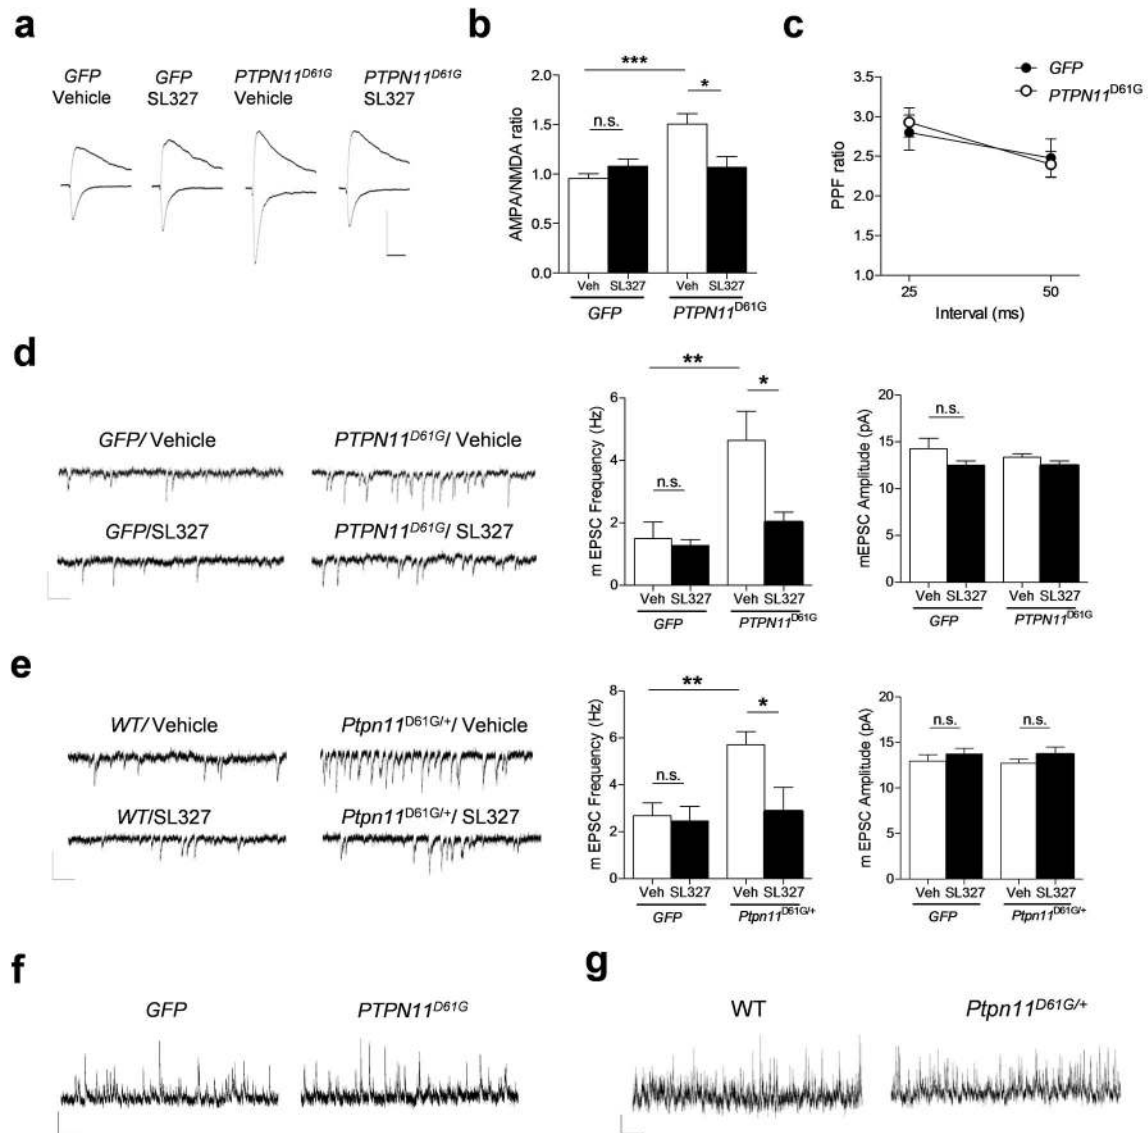 a
GFP
Vehicle
GFP
SL327
PTPN11D61G
Vehicle
PTPN11D61G
SL327
b
AMPA/NMDA ratio
2.0
1.5
1.0
0.5
0.0
***
*
n.s.
Veh SL327 Veh SL327
GFP PTPN11D61G
c
GFP
PTPN11D61G
PPF ratio
3.5
3.0
2.5
2.0
1.5
1.0
25 50
Interval (ms)
d
GFP/ Vehicle
PTPN11D61G/ Vehicle
GFP/SL327
PTPN11D61G/ SL327
m EPSC Frequency (Hz)
6
4
2
0
**
*
n.s.
Veh SL327 Veh SL327
GFP PTPN11D61G
mEPSC Amplitude (pA)
20
15
10
5
0
n.s.
Veh SL327 Veh SL327
GFP PTPN11D61G
e
WT/ Vehicle
Ptpn11D61G/+/ Vehicle
WT/SL327
Ptpn11D61G/+/ SL327
m EPSC Frequency (Hz)
8
6
4
2
0
**
*
n.s.
Veh SL327 Veh SL327
GFP Ptpn11D61G/+
m EPSC Amplitude (pA)
20
15
10
5
0
n.s. n.s.
Veh SL327 Veh SL327
GFP Ptpn11D61G/+
f
GFP PTPN11D61G
g
WT Ptpn11D61G/+